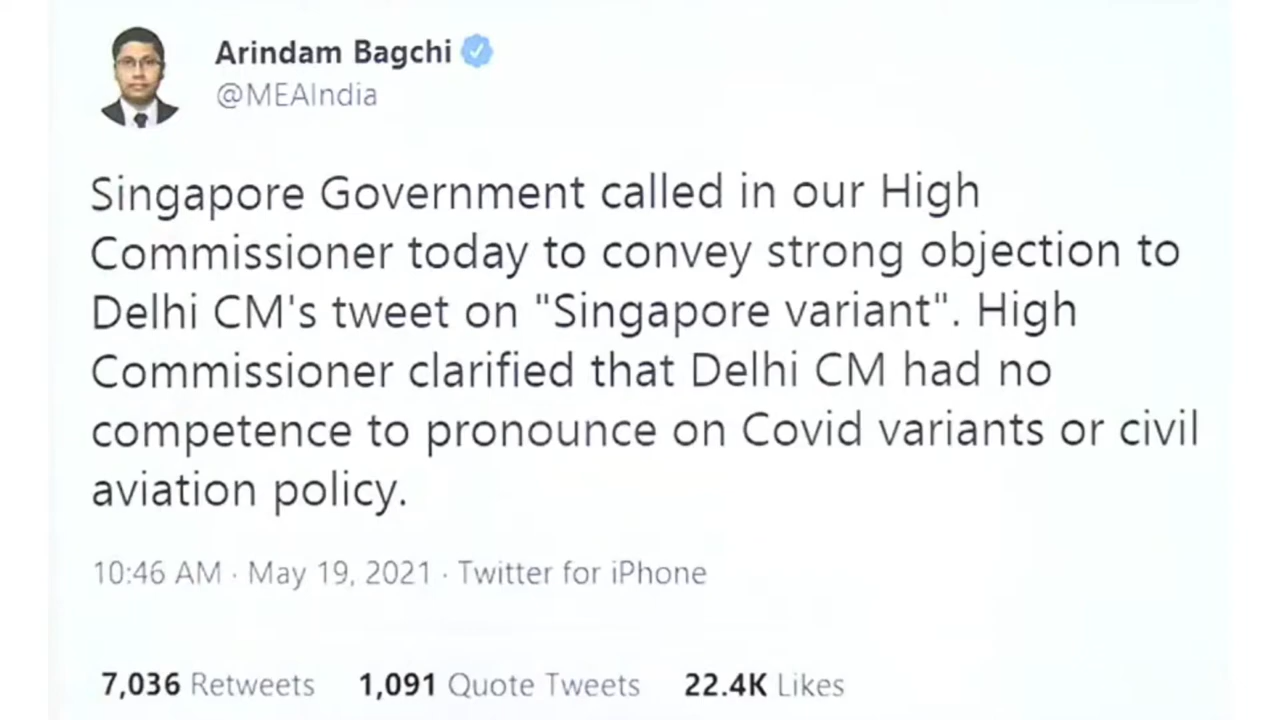 Arindam Bagchi
@MEAIndia
Singapore Government called in our High
Commissioner today to convey strong objection to
Delhi CM's tweet on "Singapore variant". High
Commissioner clarified that Delhi CM had no
competence to pronounce on Covid variants or civil
aviation policy.
10:46 AM · May 19, 2021 · Twitter for iPhone
7,036 Retweets 1,091 Quote Tweets 22.4K Likes